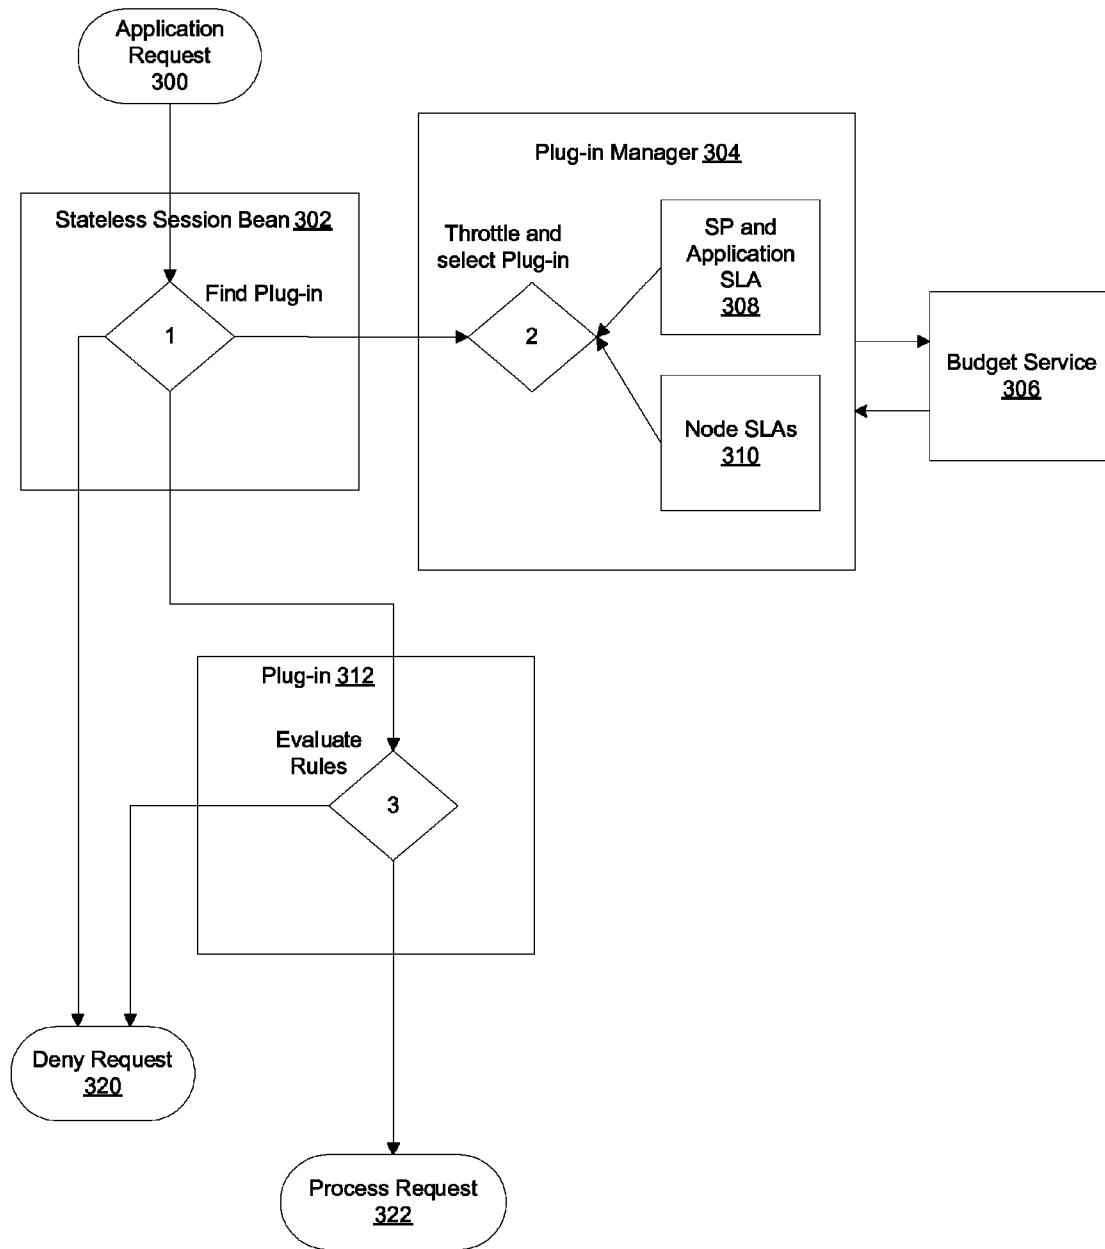 Application
Request
300
Plug-in Manager 304
Stateless Session Bean 302
Throttle and
select Plug-in
SP and
Application
SLA
308
Find Plug-in
1
2
Budget Service
306
Node SLAs
310
Plug-in 312
Evaluate
Rules
3
Deny Request
320
Process Request
322